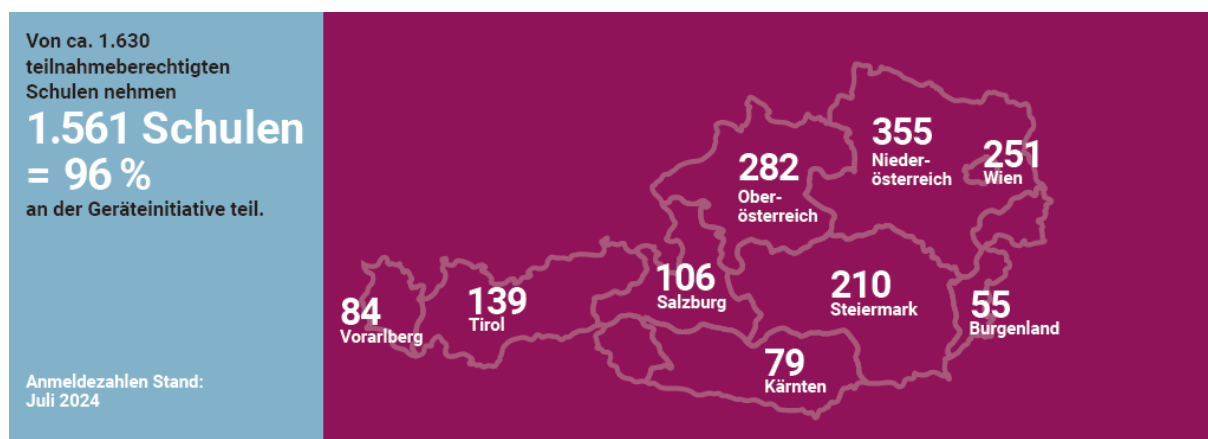 Von ca. 1.630
teilnahmeberechtigten
Schulen nehmen
1.561 Schulen
= 96 %
an der Geräteinitiative teil.
Anmeldezahlen Stand:
Juli 2024
355
Nieder-
österreich
251
Wien
282
Ober-
österreich
106
Salzburg
210
Steiermark
139
Tirol
84
Vorarlberg
55
Burgenland
79
Kärnten